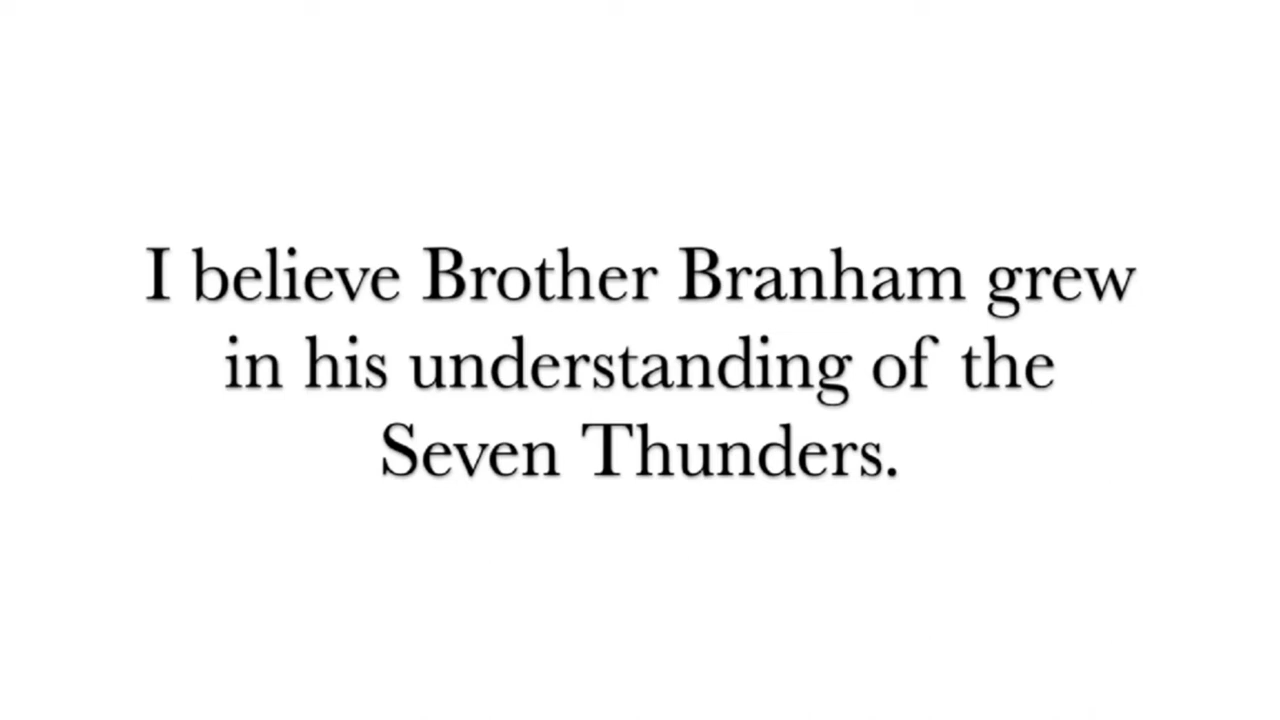 I believe Brother Branham grew
in his understanding of the
Seven Thunders.